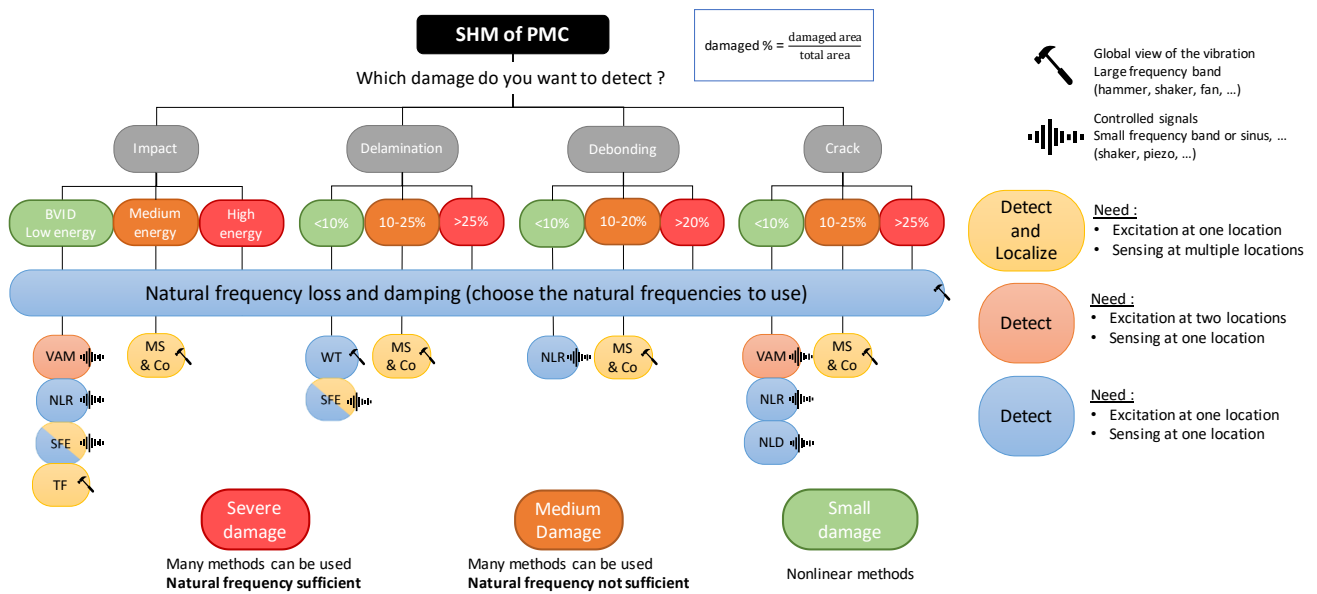 SHM of PMC
damaged % = damaged area / total area
Which damage do you want to detect ?
Global view of the vibration
Large frequency band
(hammer, shaker, fan, ...)
Controlled signals
Small frequency band or sinus, ...
(shaker, piezo, ...)
Impact
Delamination
Debonding
Crack
BVID
Low energy
Medium
energy
High
energy
<10%
10-25%
>25%
<10%
10-20%
>20%
<10%
10-25%
>25%
Natural frequency loss and damping (choose the natural frequencies to use)
VAM
NLR
SFE
TF
MS
& Co
WT
SFE
MS
& Co
NLR
MS
& Co
VAM
NLR
NLD
MS
& Co
Detect
and
Localize
Need :
• Excitation at one location
• Sensing at multiple locations
Detect
Need :
• Excitation at two locations
• Sensing at one location
Detect
Need :
• Excitation at one location
• Sensing at one location
Severe
damage
Many methods can be used
Natural frequency sufficient
Medium
Damage
Many methods can be used
Natural frequency not sufficient
Small
damage
Nonlinear methods